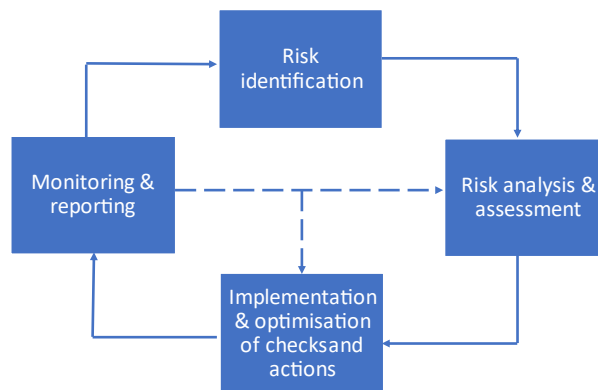 Risk
identification
Monitoring &
reporting
Risk analysis &
assessment
Implementation
& optimisation
of checksand
actions